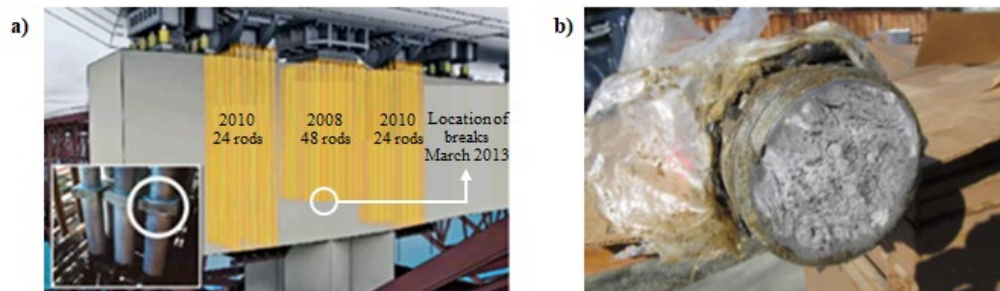 a)
2010
24 rods
2008
48 rods
2010
24 rods
Location of
breaks
March 2013
b)